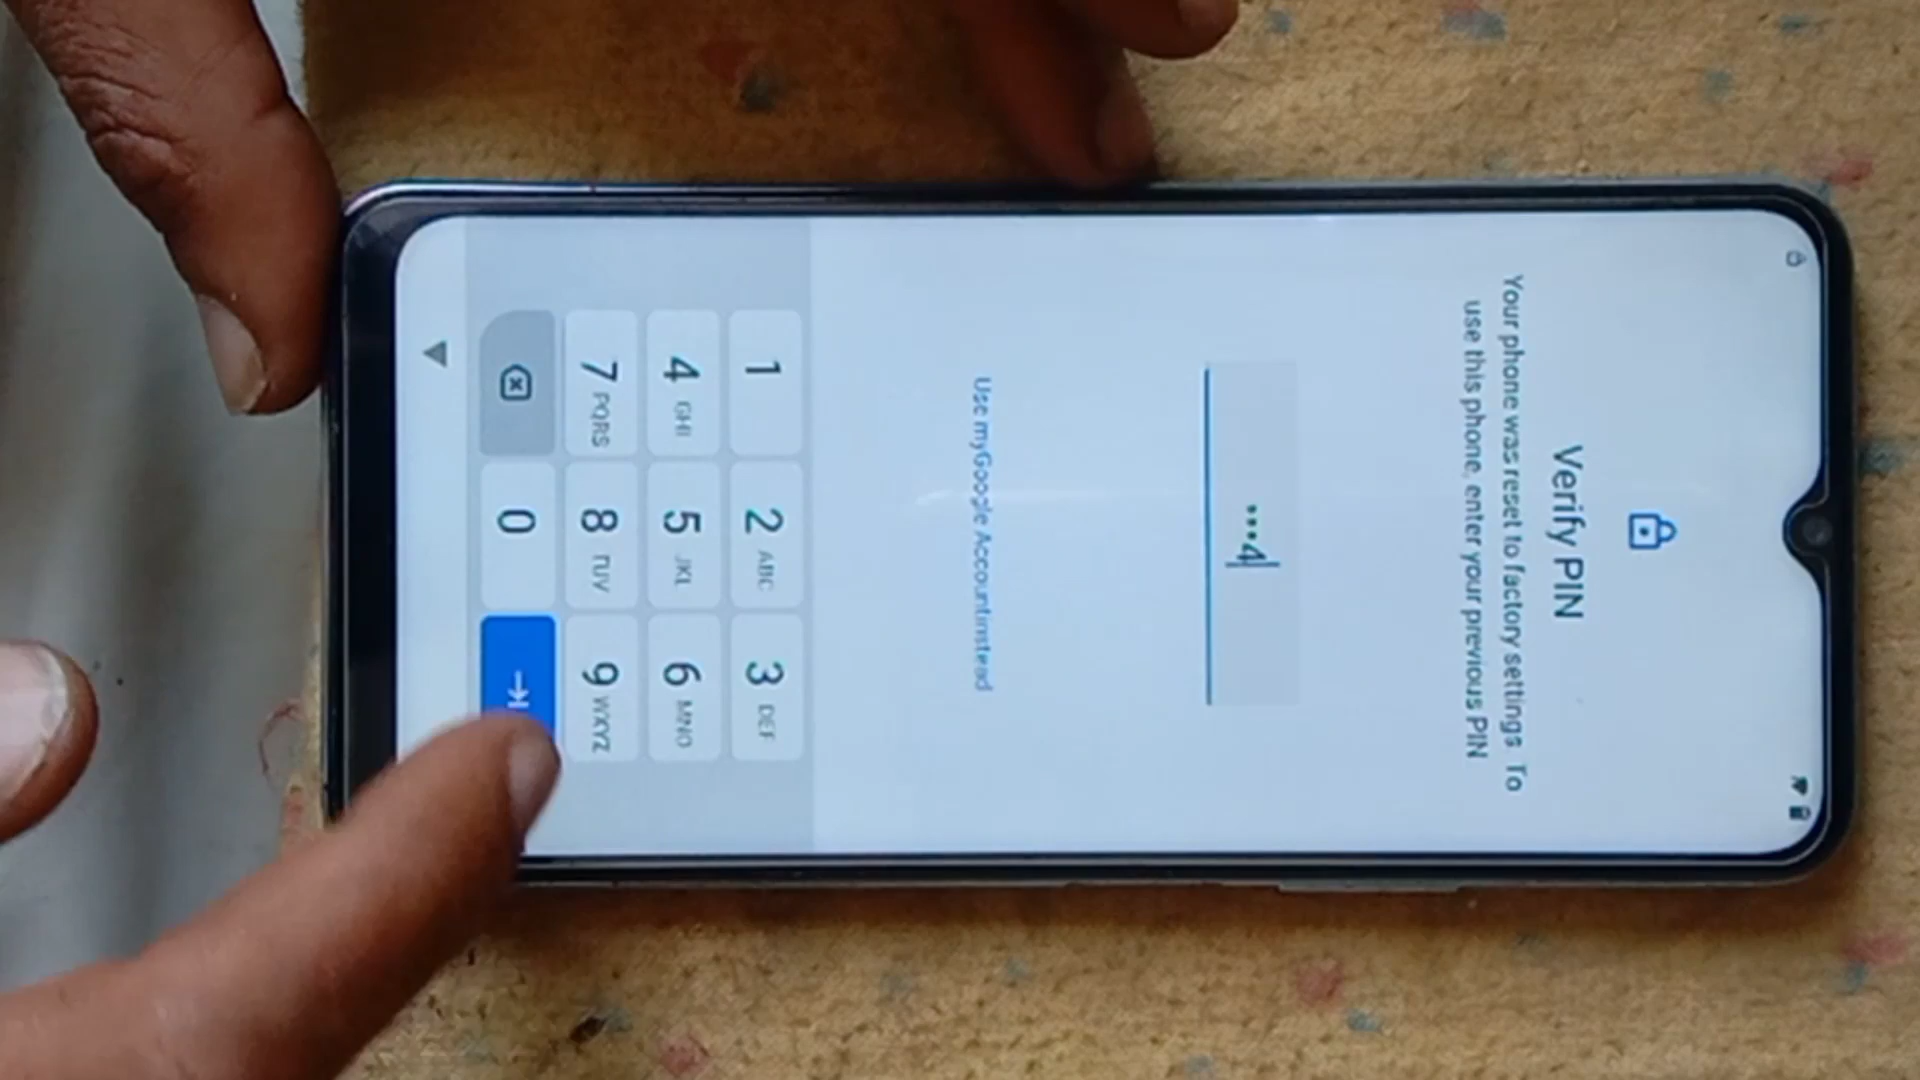 Verify PIN
Your phone was reset to factory settings. To
use this phone, enter your previous PIN
•••4
Use my Google Account instead
1
2 ABC
3 DEF
4 GHI
5 JKL
6 MNO
7 PQRS
8 TUV
9 WXYZ
0